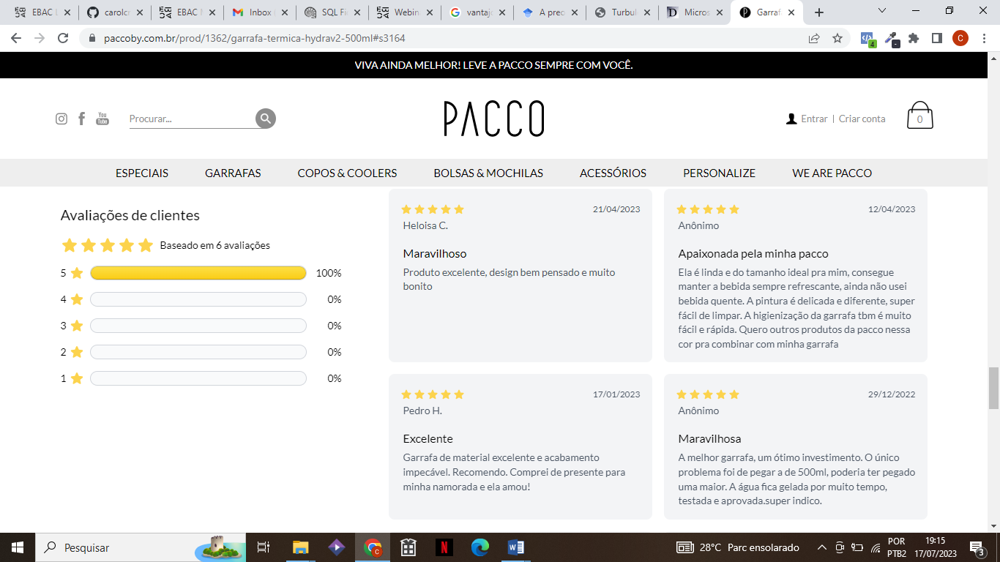 EBAC L
carolcr
EBAC M
Inbox (
SQL Fi
Webin
vantaj
A prec
Turbul
Micros
Garraf
paccoby.com.br/prod/1362/garrafa-termica-hydrav2-500ml#s3164
4
C
VIVA AINDA MELHOR! LEVE A PACCO SEMPRE COM VOCÊ.
You Tube
Procurar...
PACCO
Entrar | Criar conta
0
ESPECIAIS GARRAFAS COPOS & COOLERS BOLSAS & MOCHILAS ACESSÓRIOS PERSONALIZE WE ARE PACCO
Avaliações de clientes
Baseado em 6 avaliações
5 100%
4 0%
3 0%
2 0%
1 0%
21/04/2023
Heloisa C.
Maravilhoso
Produto excelente, design bem pensado e muito
bonito
12/04/2023
Anônimo
Apaixonada pela minha pacco
Ela é linda e do tamanho ideal pra mim, consegue
manter a bebida sempre refrescante, ainda não usei
bebida quente. A pintura é delicada e diferente, super
fácil de limpar. A higienização da garrafa tbm é muito
fácil e rápida. Quero outros produtos da pacco nessa
cor pra combinar com minha garrafa
17/01/2023
Pedro H.
Excelente
Garrafa de material excelente e acabamento
impecável. Recomendo. Comprei de presente para
minha namorada e ela amou!
29/12/2022
Anônimo
Maravilhosa
A melhor garrafa, um ótimo investimento. O único
problema foi de pegar a de 500ml, poderia ter pegado
uma maior. A água fica gelada por muito tempo,
testada e aprovada.super indico.
Pesquisar
28°C Parc ensolarado
POR
PTB2
19:15
17/07/2023
3